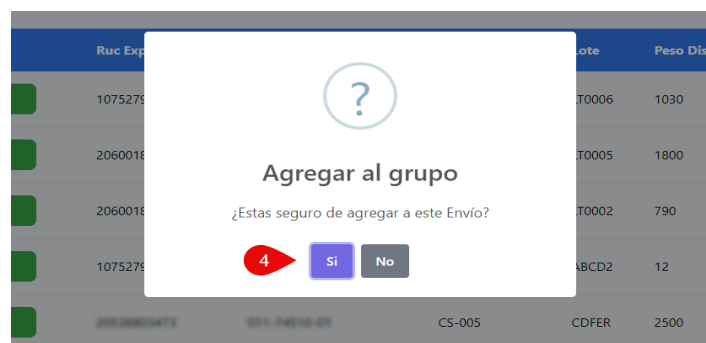 Ruc Exp Lote Peso Dis
1075279 LT0006 1030
?
2060018 LT0005 1800
Agregar al grupo
2060018 ¿Estas seguro de agregar a este Envío? LT0002 790
4 Si No
1075279 ABCD2 12
CS-005 CDFER 2500